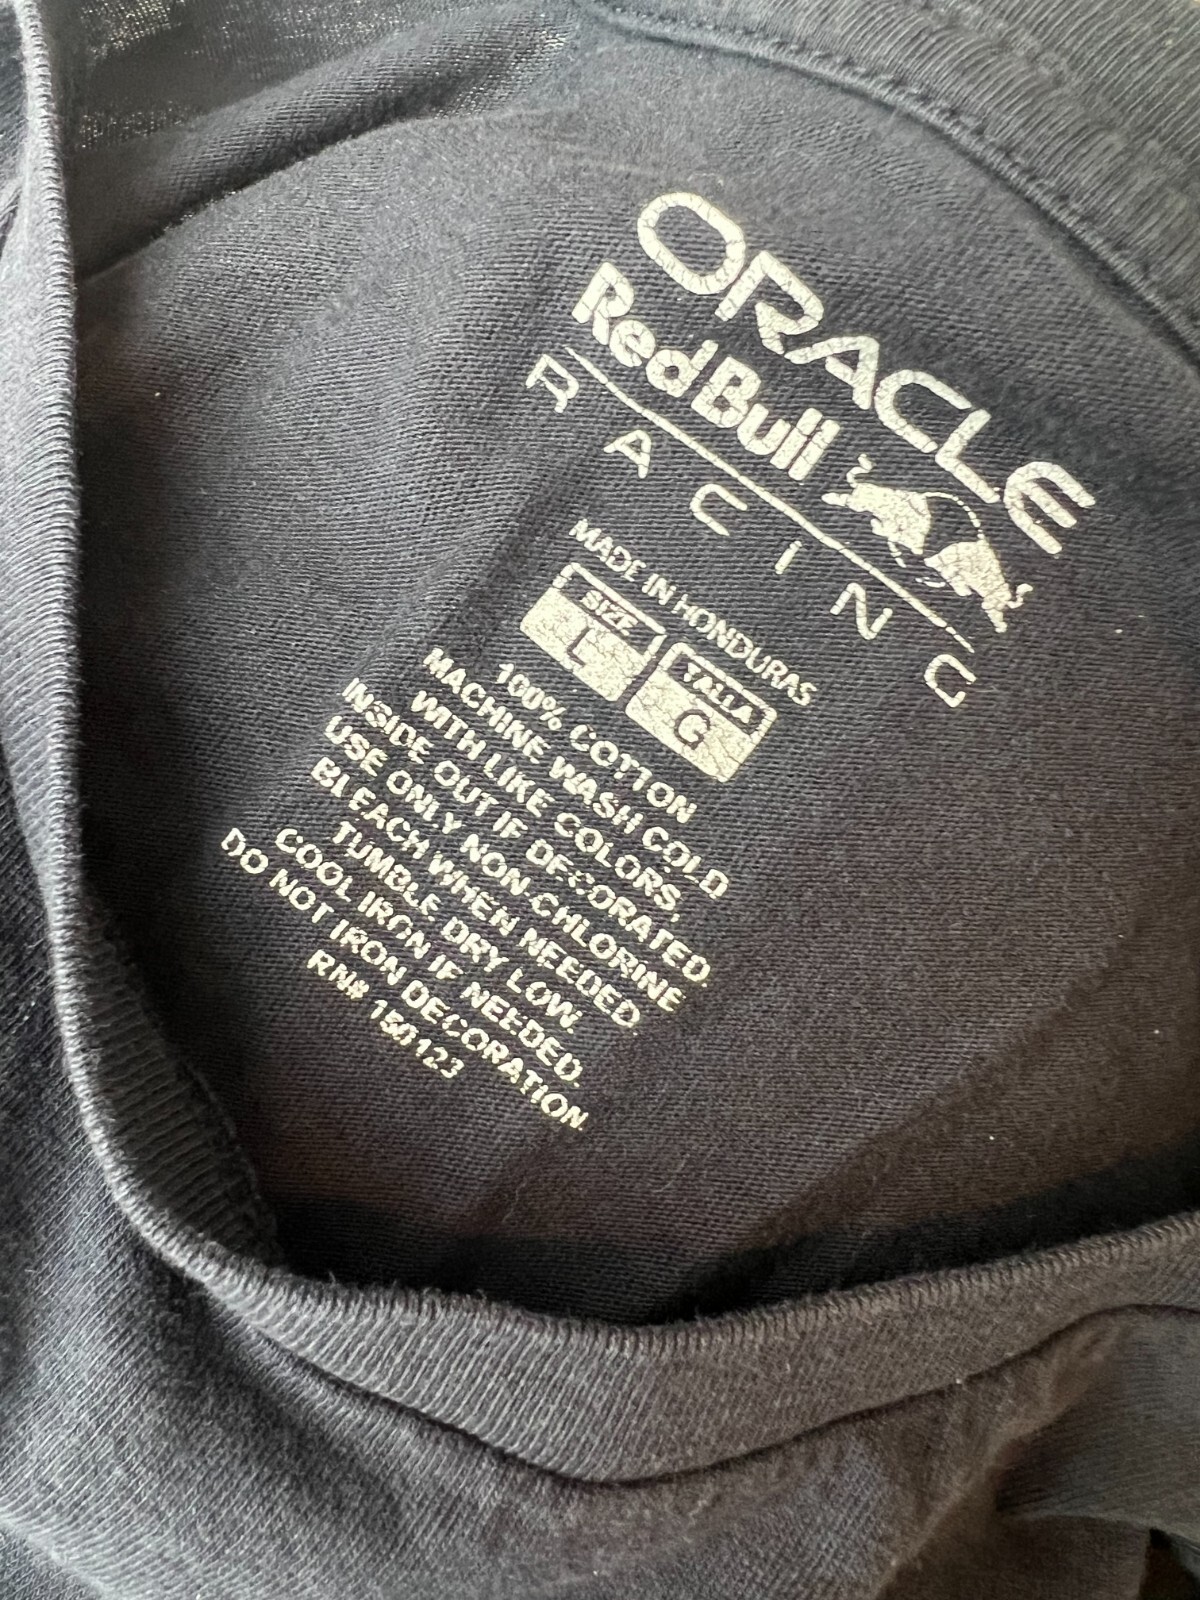 ORACLE
Red Bull
RACING
MADE IN HONDURAS
SIZE
L
TALLA
G
100% COTTON
MACHINE WASH COLD
WITH LIKE COLORS,
INSIDE OUT IF DECORATED.
USE ONLY NON-CHLORINE
BLEACH WHEN NEEDED.
TUMBLE DRY LOW.
COOL IRON IF NEEDED.
DO NOT IRON DECORATION.
RN# 150123